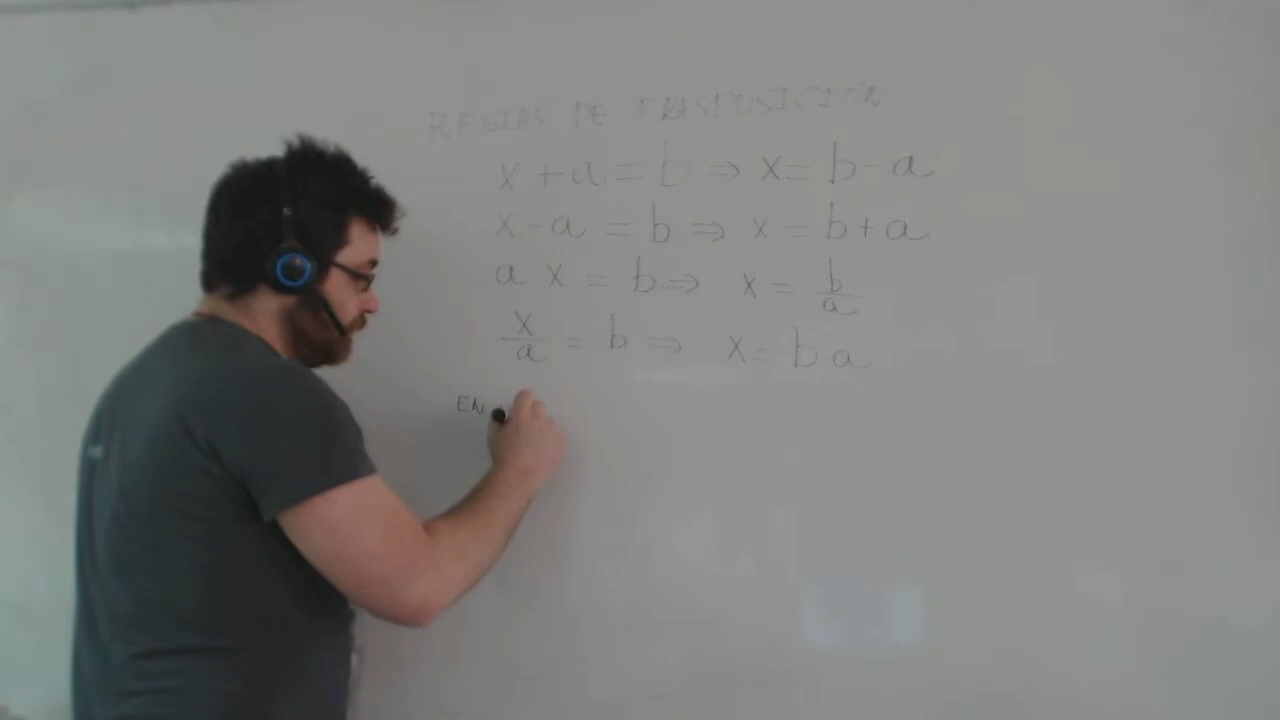 REGLAS DE TRASPOSICIÓN
x + a = b ⇒ x = b - a
x - a = b ⇒ x = b + a
a x = b ⇒ x = b/a
x/a = b ⇒ x = b a
EN